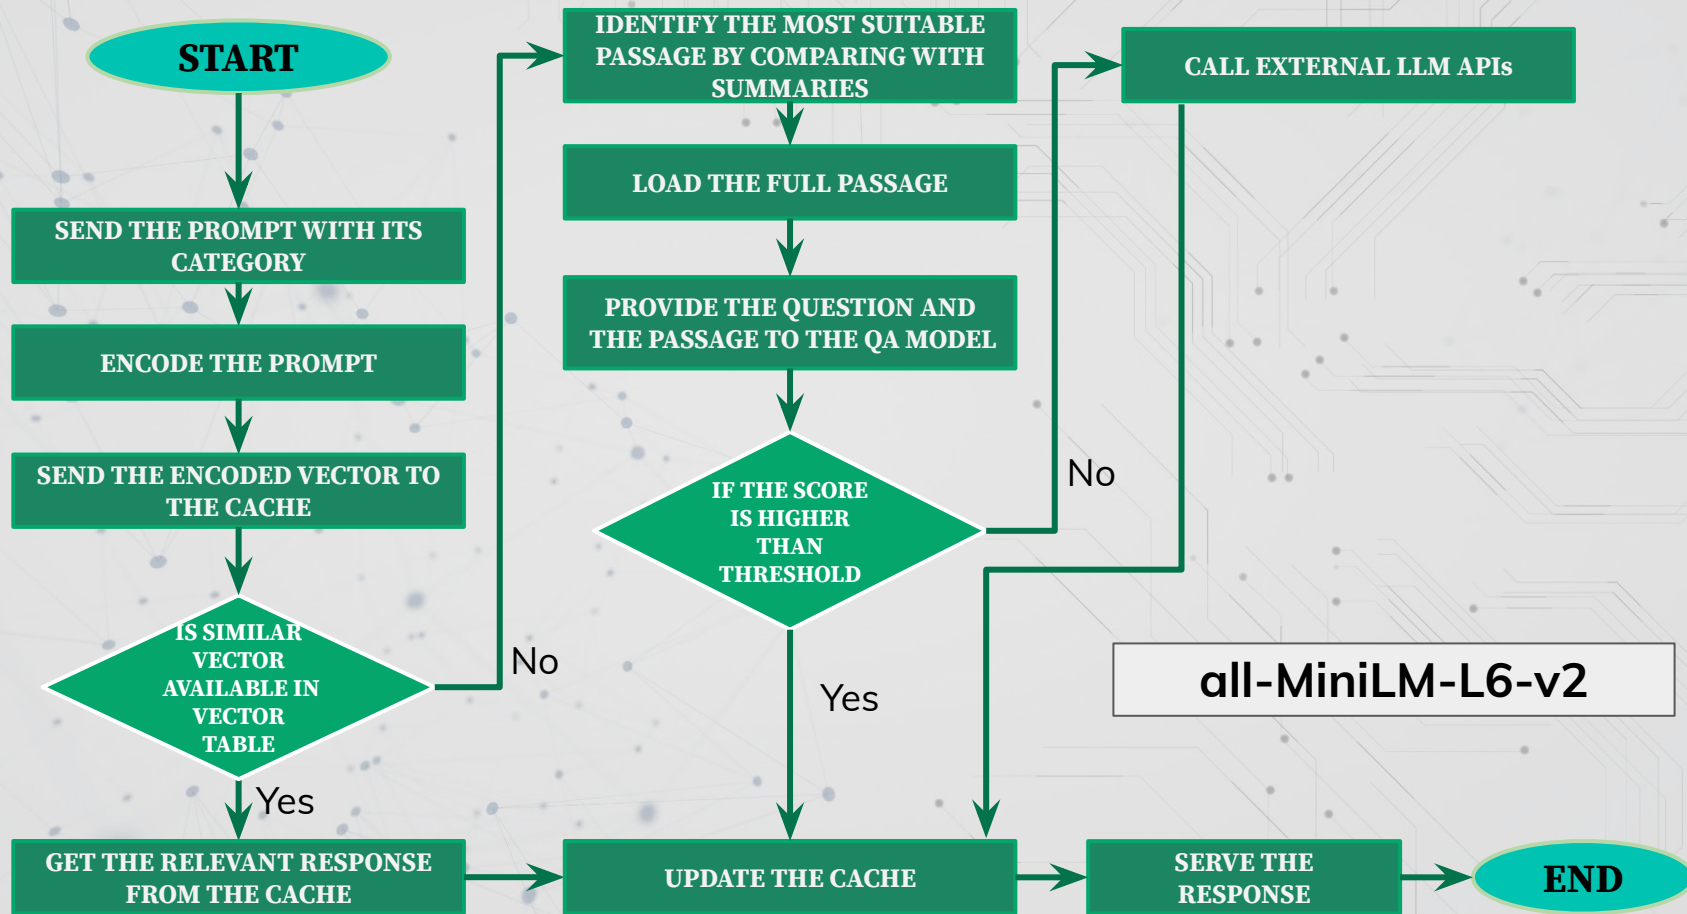 START
SEND THE PROMPT WITH ITS
CATEGORY
ENCODE THE PROMPT
SEND THE ENCODED VECTOR TO
THE CACHE
IS SIMILAR
VECTOR
AVAILABLE IN
VECTOR
TABLE
No
Yes
GET THE RELEVANT RESPONSE
FROM THE CACHE
IDENTIFY THE MOST SUITABLE
PASSAGE BY COMPARING WITH
SUMMARIES
LOAD THE FULL PASSAGE
PROVIDE THE QUESTION AND
THE PASSAGE TO THE QA MODEL
IF THE SCORE
IS HIGHER
THAN
THRESHOLD
No
Yes
CALL EXTERNAL LLM APIs
all-MiniLM-L6-v2
UPDATE THE CACHE
SERVE THE
RESPONSE
END